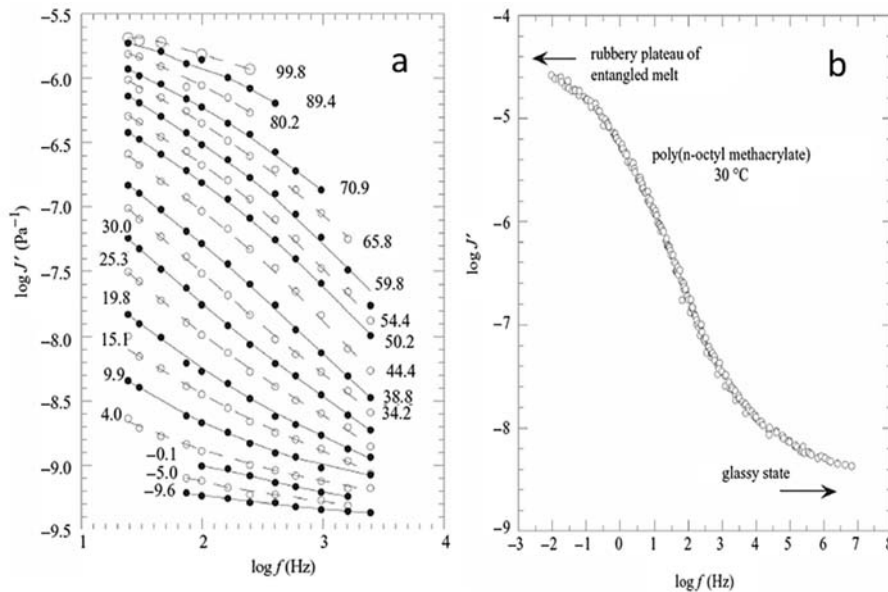 a
−5.5
−6.0
−6.5
−7.0
−7.5
−8.0
−8.5
−9.0
−9.5
log J′ (Pa⁻¹)
99.8
89.4
80.2
70.9
65.8
59.8
54.4
50.2
44.4
38.8
34.2
30.0
25.3
19.8
15.1
9.9
4.0
−0.1
−5.0
−9.6
1 2 3 4
log f (Hz)
b
−4
−5
−6
−7
−8
−9
log J′
rubbery plateau of
entangled melt
poly(n-octyl methacrylate)
30 °C
glassy state
−3 −2 −1 0 1 2 3 4 5 6 7 8
log f (Hz)